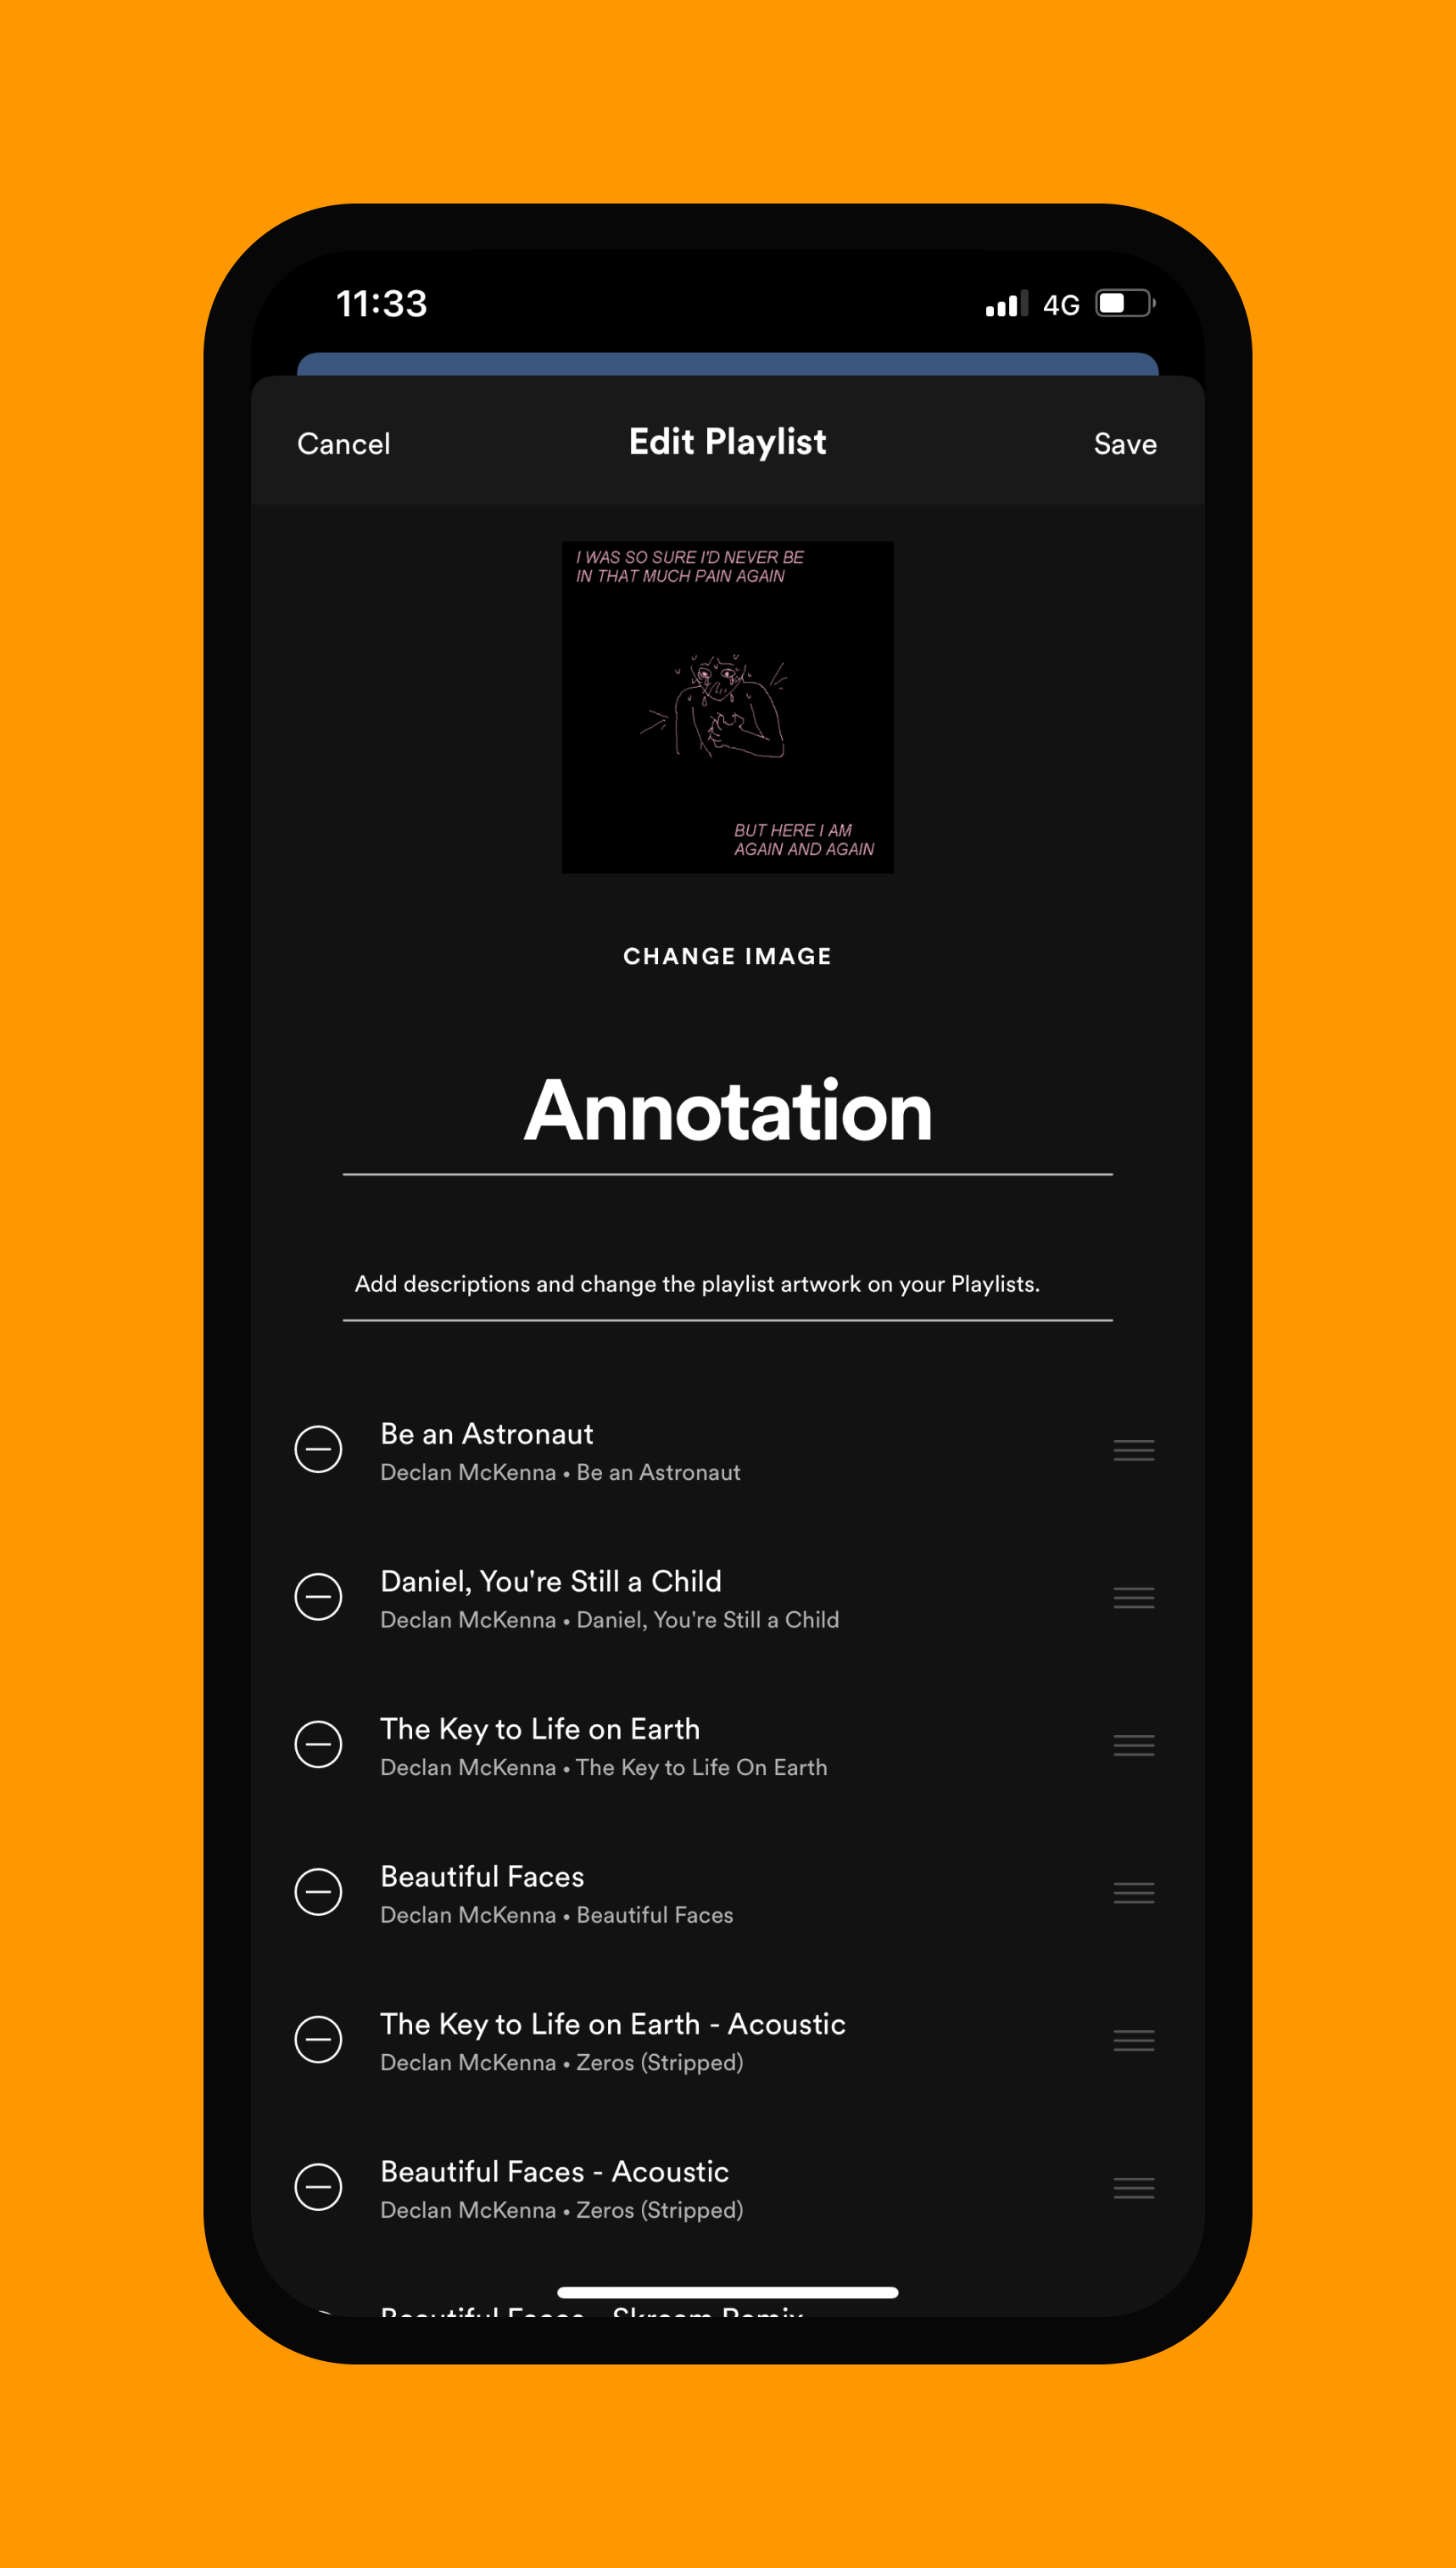 11:33
4G
Cancel
Edit Playlist
Save
I WAS SO SURE I'D NEVER BE
IN THAT MUCH PAIN AGAIN
BUT HERE I AM
AGAIN AND AGAIN
CHANGE IMAGE
Annotation
Add descriptions and change the playlist artwork on your Playlists.
Be an Astronaut
Declan McKenna • Be an Astronaut
Daniel, You're Still a Child
Declan McKenna • Daniel, You're Still a Child
The Key to Life on Earth
Declan McKenna • The Key to Life On Earth
Beautiful Faces
Declan McKenna • Beautiful Faces
The Key to Life on Earth - Acoustic
Declan McKenna • Zeros (Stripped)
Beautiful Faces - Acoustic
Declan McKenna • Zeros (Stripped)
Beautiful Faces - Skream Remix